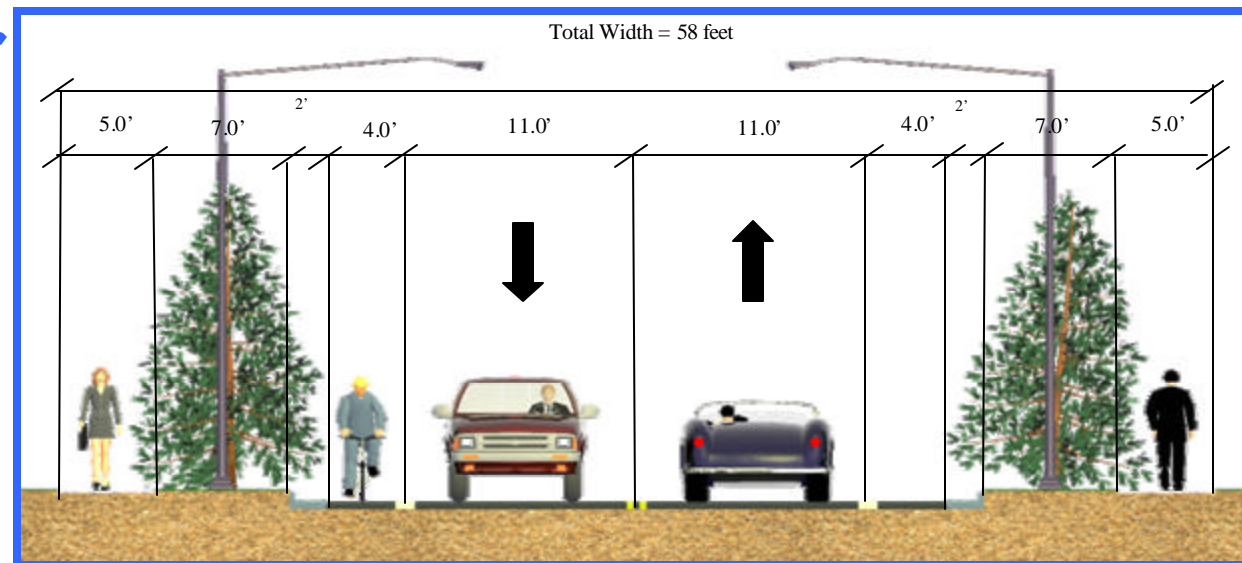 Total Width = 58 feet
5.0’ 7.0’ 2’ 4.0’ 11.0’ 11.0’ 4.0’ 2’ 7.0’ 5.0’